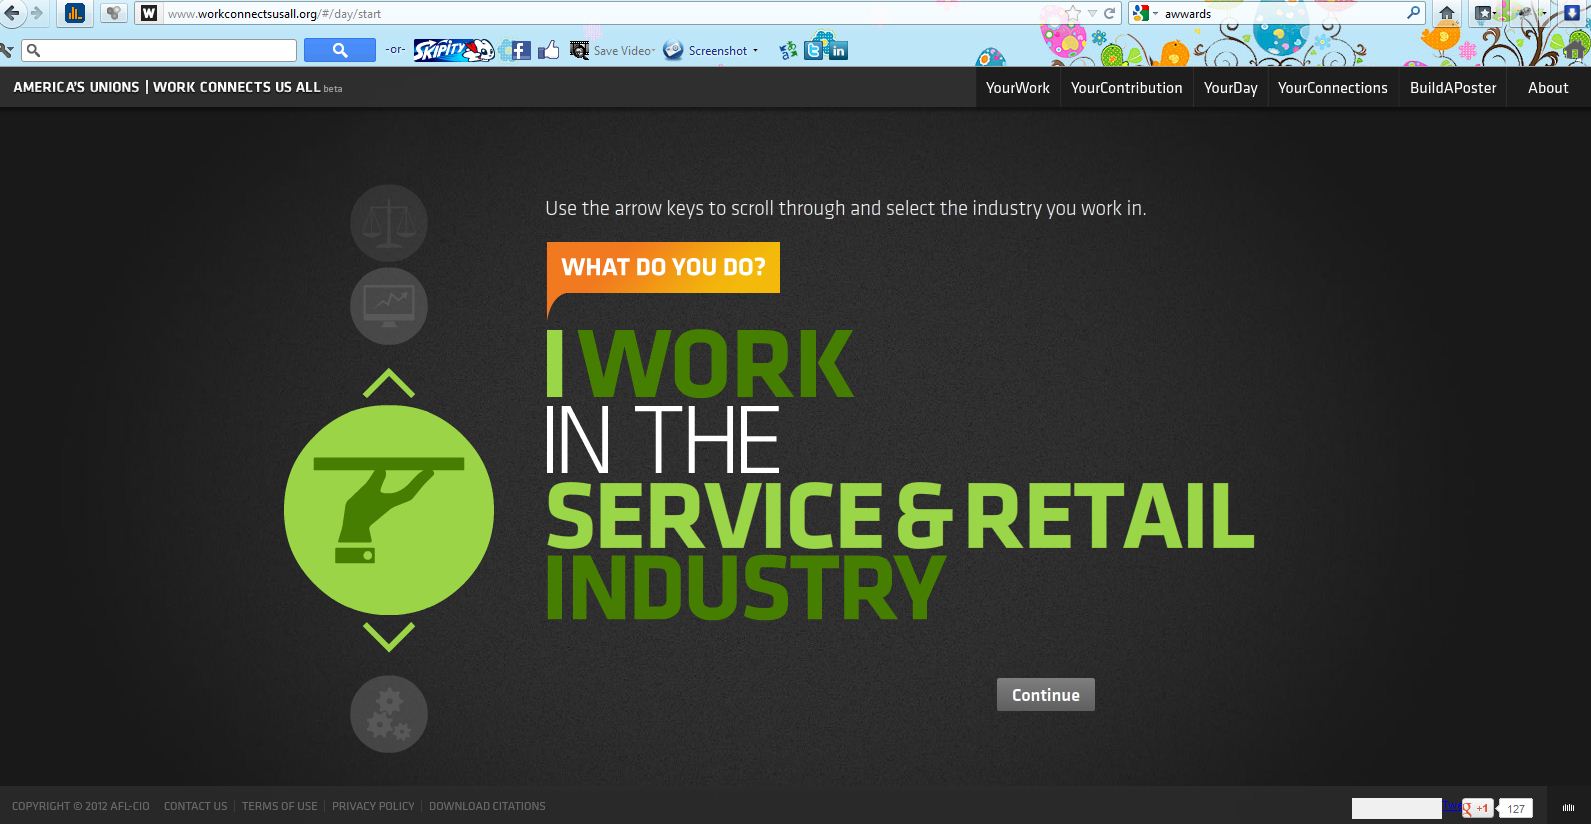 www.workconnectsusall.org/#/day/start
awwards
-or- SKIPITY Save Video Screenshot
AMERICA'S UNIONS | WORK CONNECTS US ALL beta
YourWork YourContribution YourDay YourConnections BuildAPoster About
Use the arrow keys to scroll through and select the industry you work in.
WHAT DO YOU DO?
I WORK
IN THE
SERVICE & RETAIL
INDUSTRY
Continue
COPYRIGHT © 2012 AFL-CIO CONTACT US | TERMS OF USE | PRIVACY POLICY | DOWNLOAD CITATIONS
+1 127